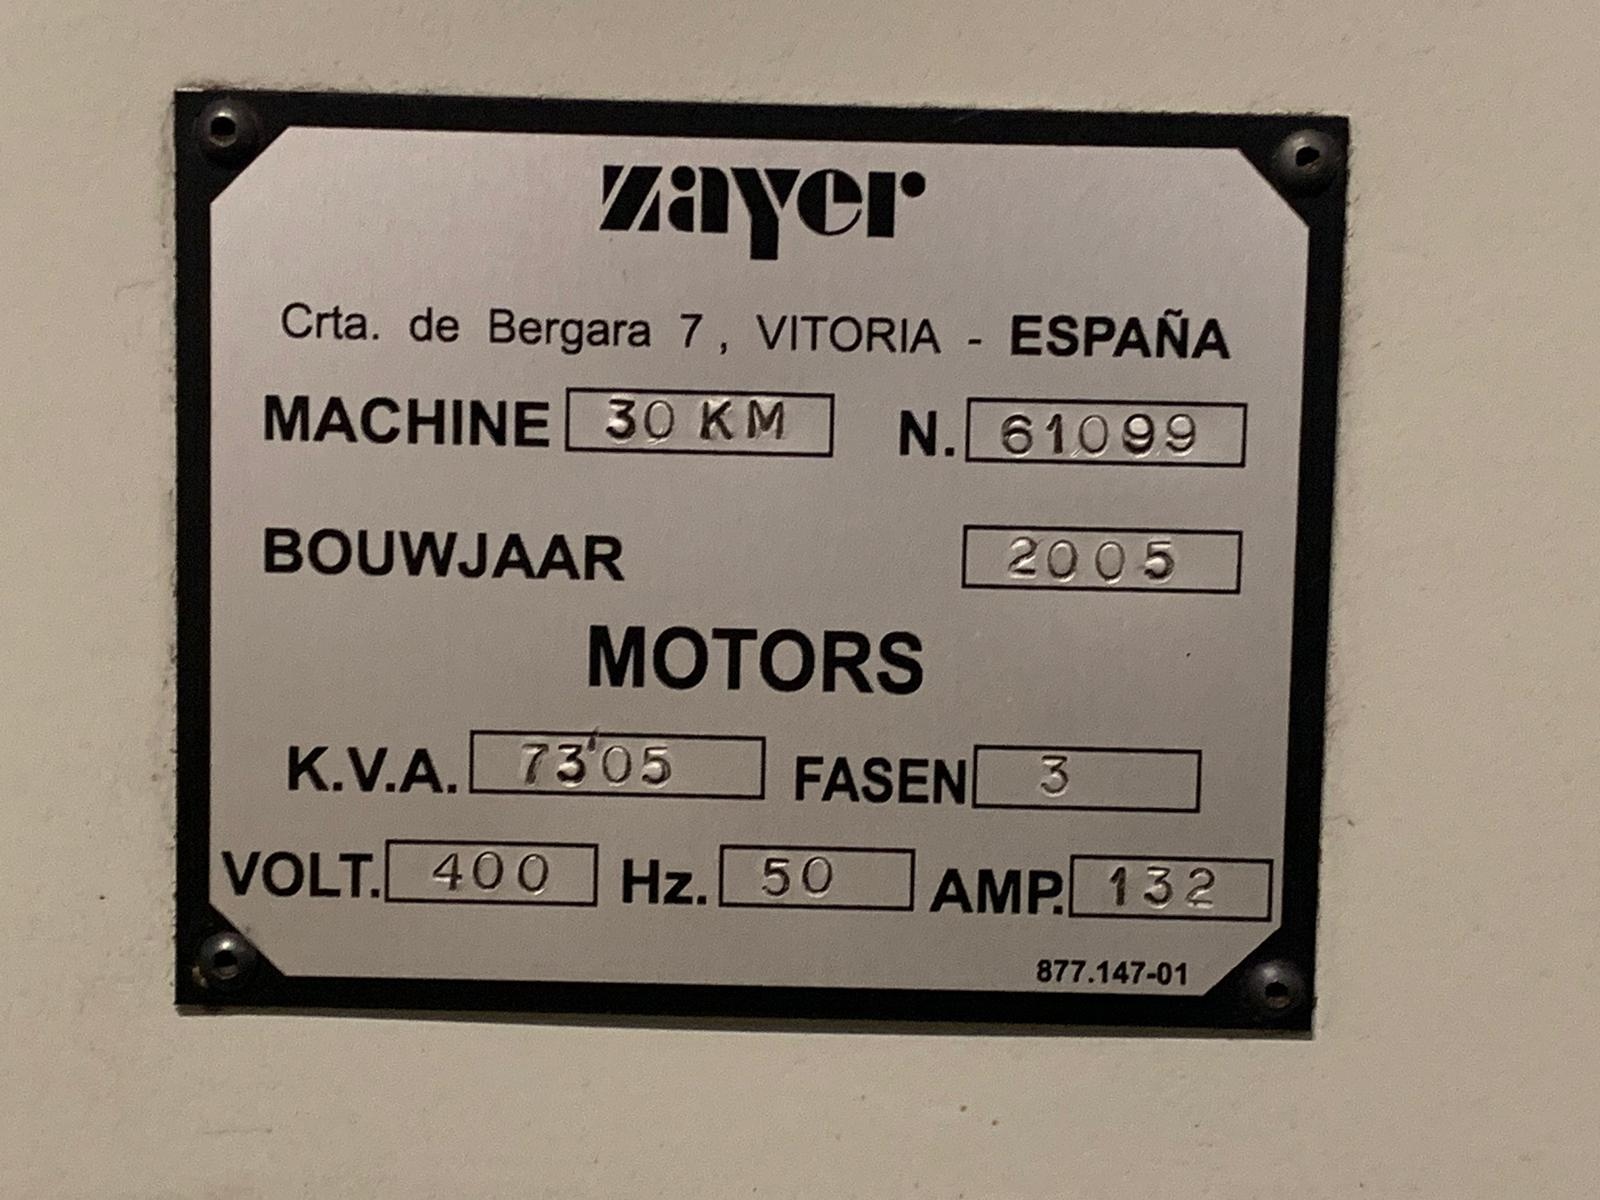 zayer
Crta. de Bergara 7, VITORIA - ESPAÑA
MACHINE 30 KM N. 61099
BOUWJAAR 2005
MOTORS
K.V.A. 73'05 FASEN 3
VOLT. 400 Hz. 50 AMP. 132
877.147-01